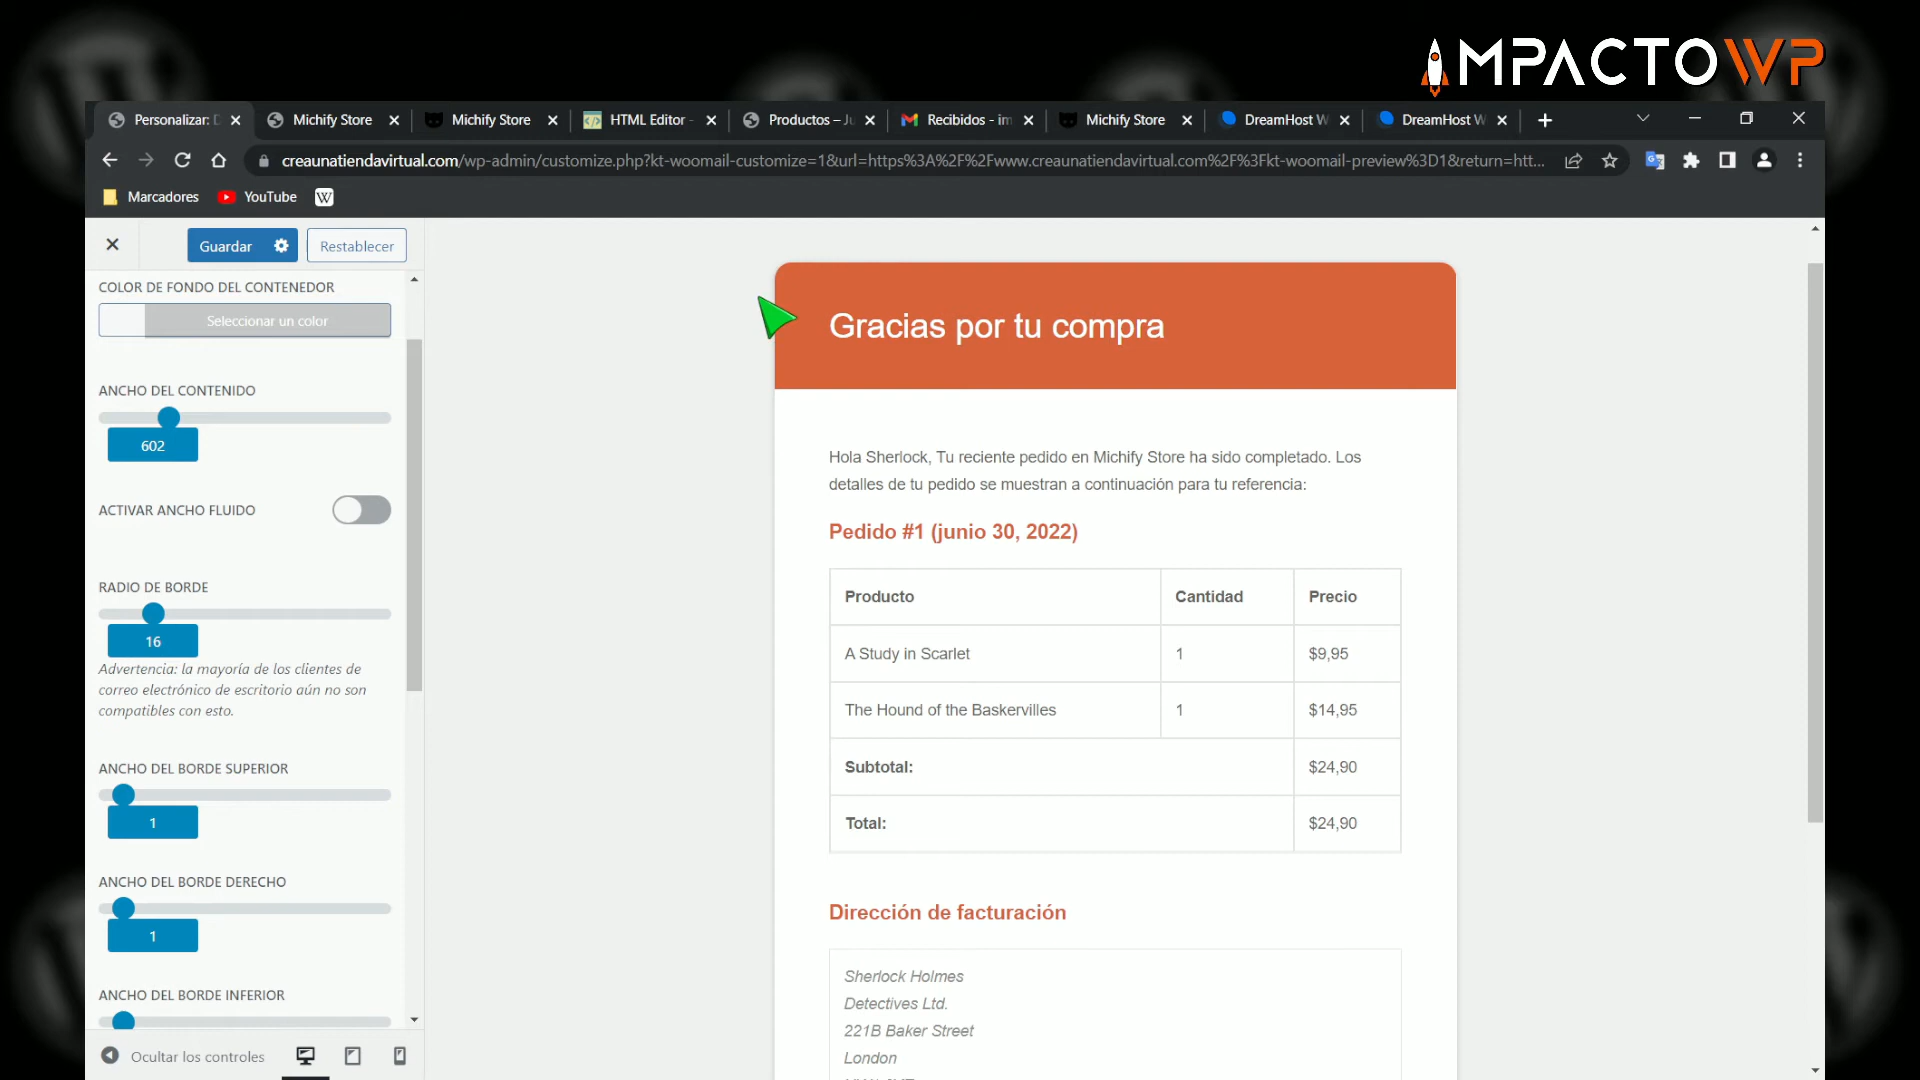 IMPACTOWP
Personalizar: D
Michify Store
Michify Store
HTML Editor -
Productos – Ju
Recibidos - im
Michify Store
DreamHost W
DreamHost W
creaunatiendavirtual.com/wp-admin/customize.php?kt-woomail-customize=1&url=https%3A%2F%2Fwww.creaunatiendavirtual.com%2F%3Fkt-woomail-preview%3D1&return=htt...
Marcadores
YouTube
W
Guardar
Restablecer
COLOR DE FONDO DEL CONTENEDOR
Seleccionar un color
ANCHO DEL CONTENIDO
602
ACTIVAR ANCHO FLUIDO
RADIO DE BORDE
16
Advertencia: la mayoría de los clientes de
correo electrónico de escritorio aún no son
compatibles con esto.
ANCHO DEL BORDE SUPERIOR
1
ANCHO DEL BORDE DERECHO
1
ANCHO DEL BORDE INFERIOR
Ocultar los controles
Gracias por tu compra
Hola Sherlock, Tu reciente pedido en Michify Store ha sido completado. Los
detalles de tu pedido se muestran a continuación para tu referencia:
Pedido #1 (junio 30, 2022)
Producto Cantidad Precio
A Study in Scarlet 1 $9,95
The Hound of the Baskervilles 1 $14,95
Subtotal: $24,90
Total: $24,90
Dirección de facturación
Sherlock Holmes
Detectives Ltd.
221B Baker Street
London